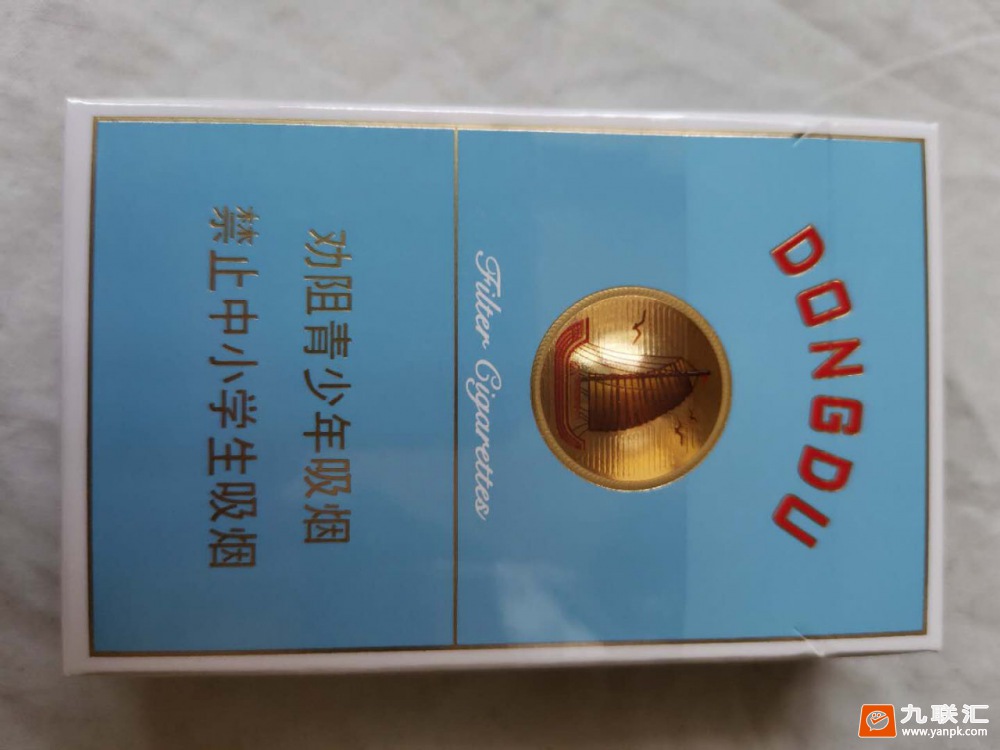 DONGDU
Filter Cigarettes
劝阻青少年吸烟
禁止中小学生吸烟
九联汇
www.yanpk.com